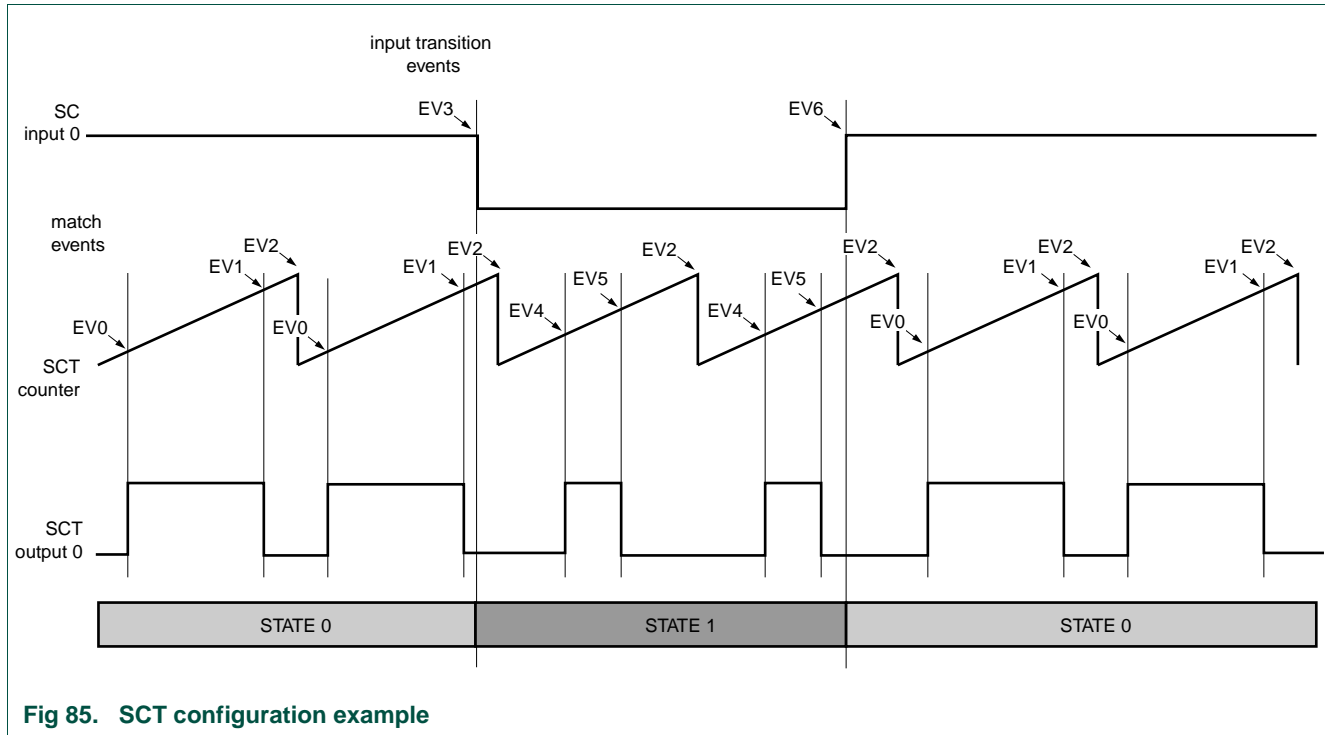 input transition
events
SC
input 0
EV3
EV6
match
events
EV2
EV1
EV0
EV2
EV1
EV0
EV2
EV5
EV4
EV2
EV5
EV4
EV2
EV1
EV0
EV2
EV1
EV0
SCT
counter
SCT
output 0
STATE 0
STATE 1
STATE 0
Fig 85. SCT configuration example